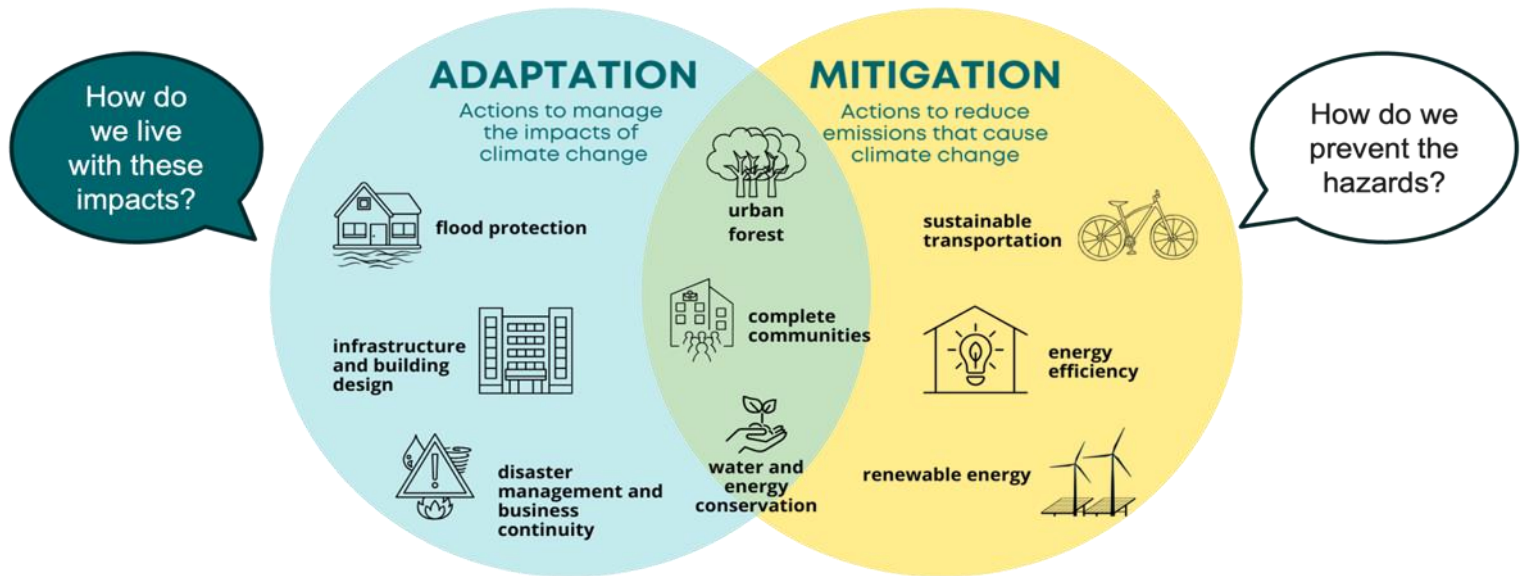 How do
we live
with these
impacts?
ADAPTATION
Actions to manage
the impacts of
climate change
flood protection
infrastructure
and building
design
disaster
management and
business
continuity
urban
forest
complete
communities
water and
energy
conservation
MITIGATION
Actions to reduce
emissions that cause
climate change
sustainable
transportation
energy
efficiency
renewable energy
How do we
prevent the
hazards?